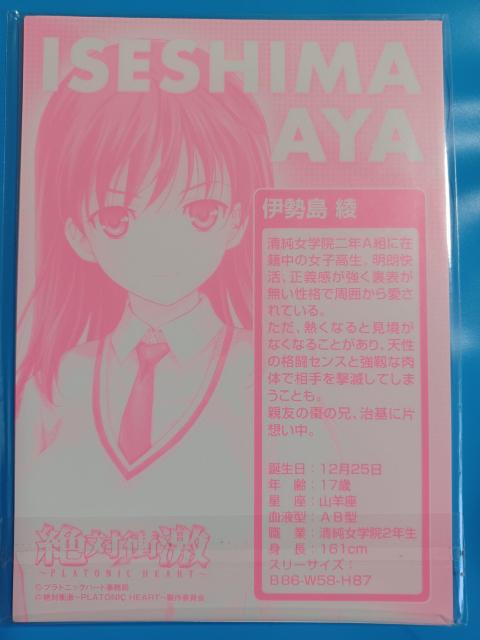 ISESHIMA
AYA
伊勢島 綾
清純女学院二年A組に在
籍中の女子高生。明朗快
活、正義感が強く裏表が
無い性格で周囲から愛さ
れている。
ただ、熱くなると見境が
なくなることがあり、天性
の格闘センスと強靱な肉
体で相手を撃滅してしま
うことも。
親友の棗の兄、治基に片
想い中。
誕生日：12月25日
年　齢：17歳
星　座：山羊座
血液型：AB型
職　業：清純女学院2年生
身　長：161cm
スリーサイズ：
B86-W58-H87
絶対衝激
～PLATONIC HEART～
©プラトニックハート事務局
©絶対衝激～PLATONIC HEART～製作委員会